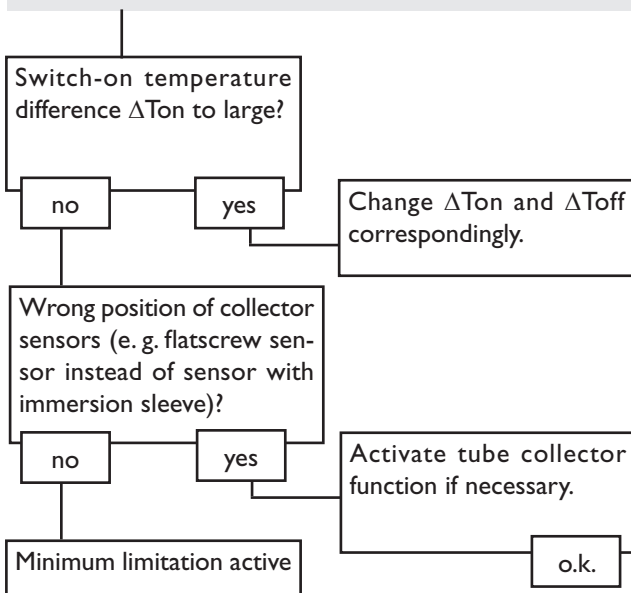 Switch-on temperature
difference ΔTon to large?
no
yes
Change ΔTon and ΔToff
correspondingly.
Wrong position of collector
sensors (e. g. flatscrew sen-
sor instead of sensor with
immersion sleeve)?
no
yes
Activate tube collector
function if necessary.
o.k.
Minimum limitation active